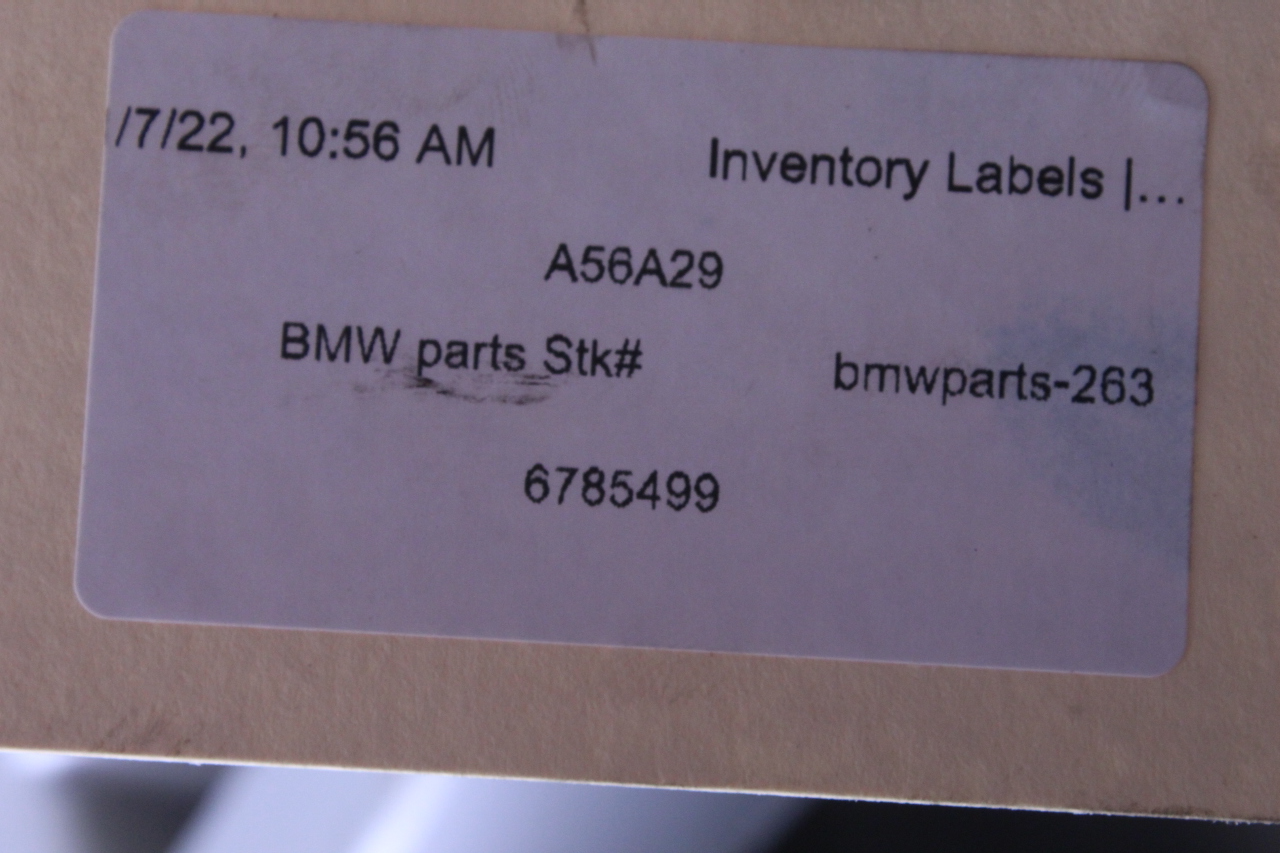 /7/22, 10:56 AM Inventory Labels |...
A56A29
BMW parts Stk# bmwparts-263
6785499